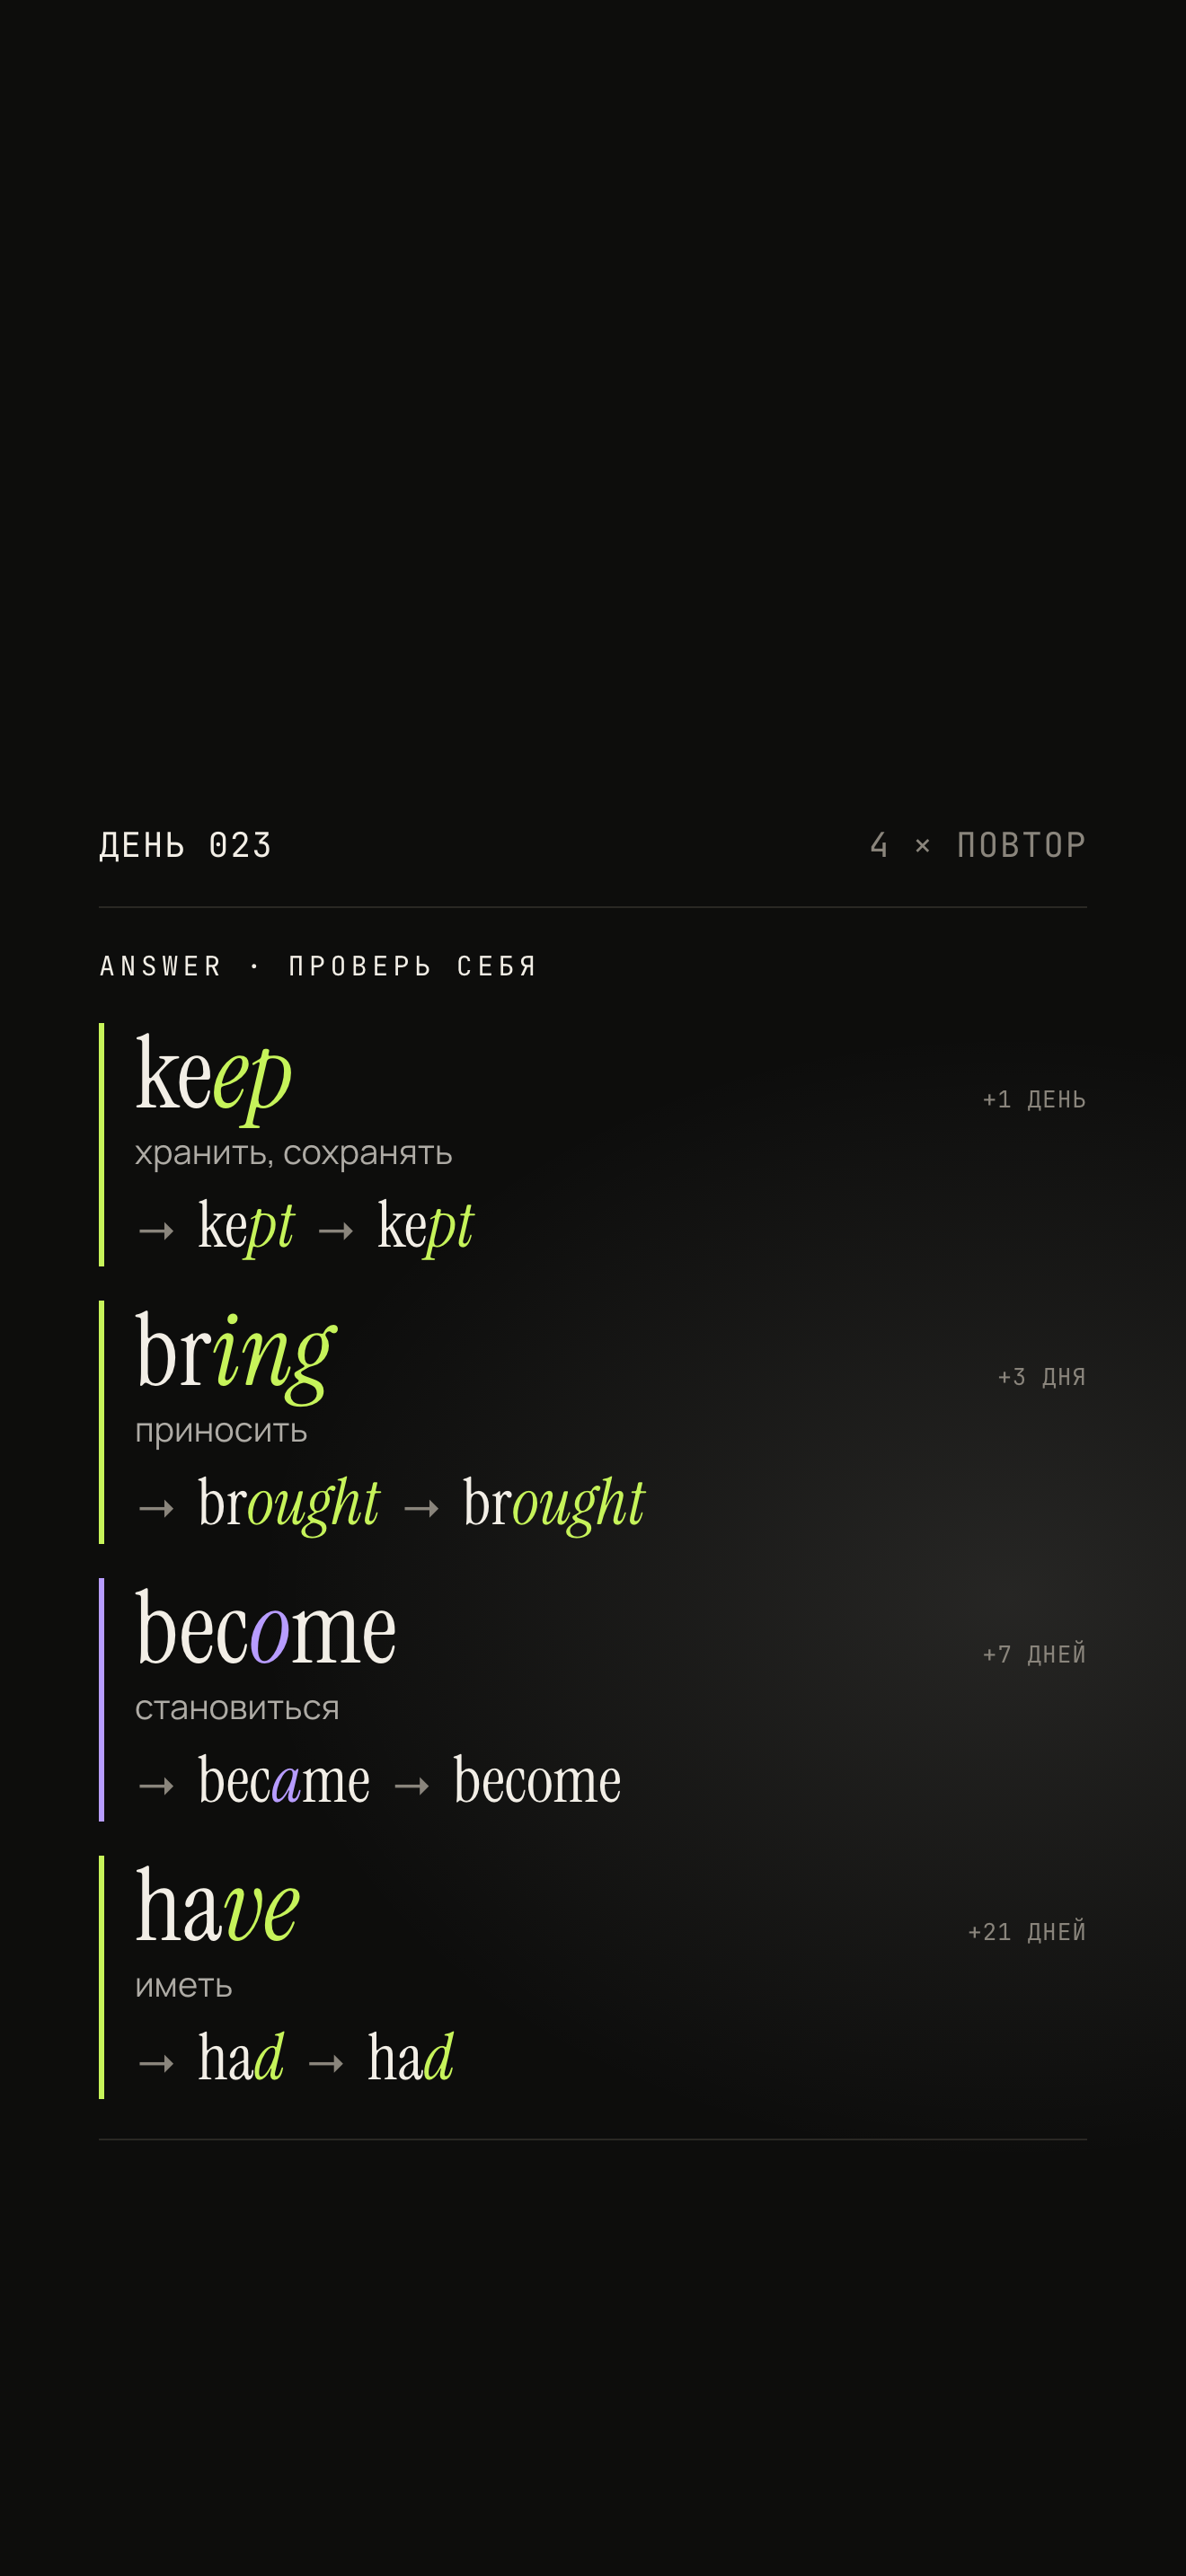 ДЕНЬ 023 4 × ПОВТОР
ANSWER · ПРОВЕРЬ СЕБЯ
keep
+1 ДЕНЬ
хранить, сохранять
→ kept → kept
bring
+3 ДНЯ
приносить
→ brought → brought
become
+7 ДНЕЙ
становиться
→ became → become
have
+21 ДНЕЙ
иметь
→ had → had